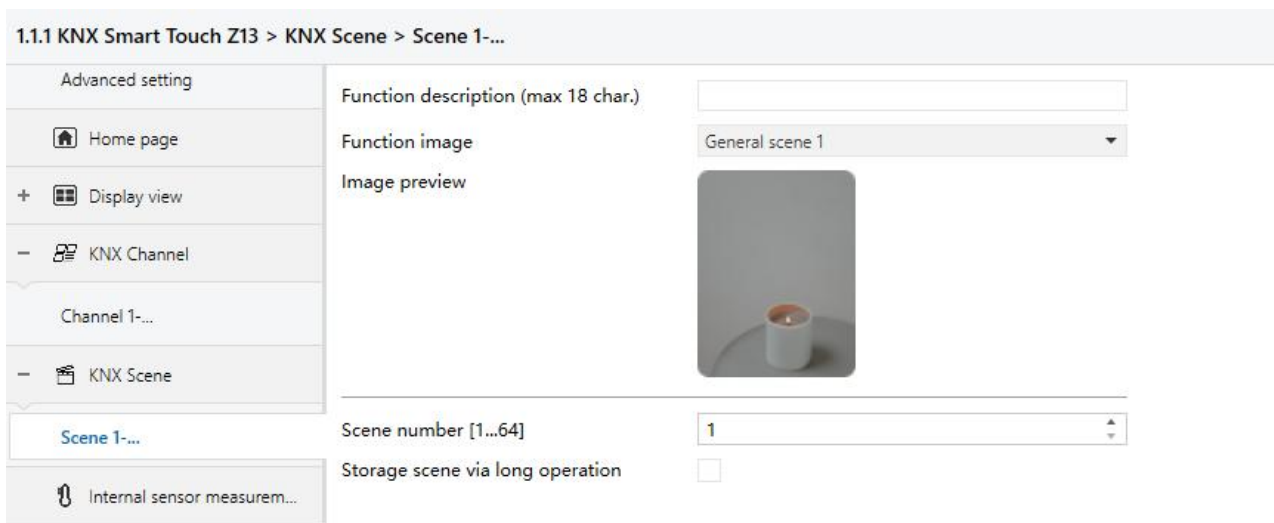 1.1.1 KNX Smart Touch Z13 > KNX Scene > Scene 1-...
Advanced setting
Home page
+ Display view
– KNX Channel
Channel 1-...
– KNX Scene
Scene 1-...
Internal sensor measurem...
Function description (max 18 char.)
Function image General scene 1
Image preview
Scene number [1...64] 1
Storage scene via long operation